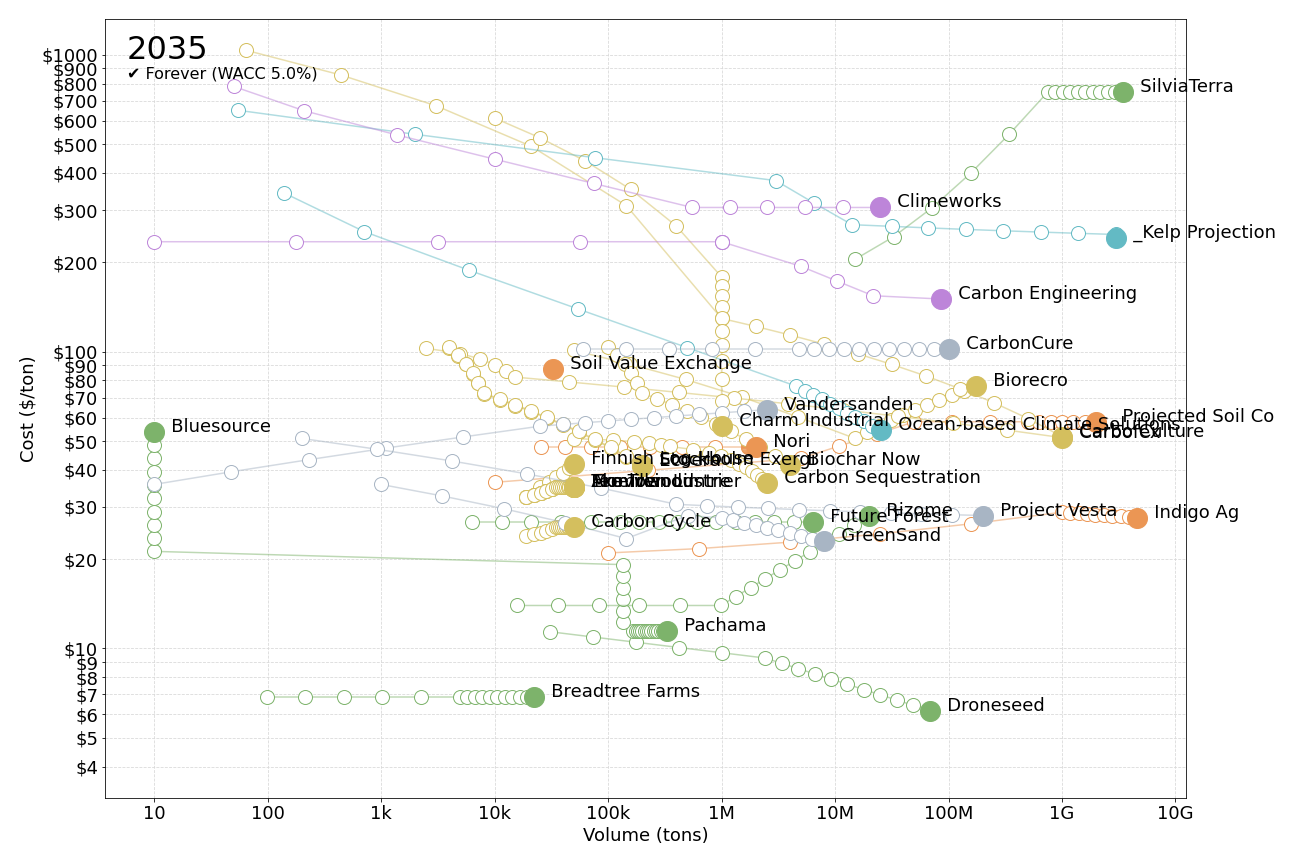 2035
✔ Forever (WACC 5.0%)
$1000
$900
$800
$700
$600
$500
$400
$300
$200
$100
$90
$80
$70
$60
$50
$40
$30
$20
$10
$9
$8
$7
$6
$5
$4
Cost ($/ton)
SilviaTerra
Climeworks
_Kelp Projection
Carbon Engineering
CarbonCure
Soil Value Exchange
Biorecro
Vandersanden
Projected Soil Co
Charm Industrial
Ocean-based Climate Solutions
Bluesource
Nori
Finnish Log House
Biochar Now
Carbon Sequestration
Rizome
Project Vesta
Indigo Ag
Future Forest
Carbon Cycle
GreenSand
Pachama
Breadtree Farms
Droneseed
10
100
1k
10k
100k
1M
10M
100M
1G
10G
Volume (tons)